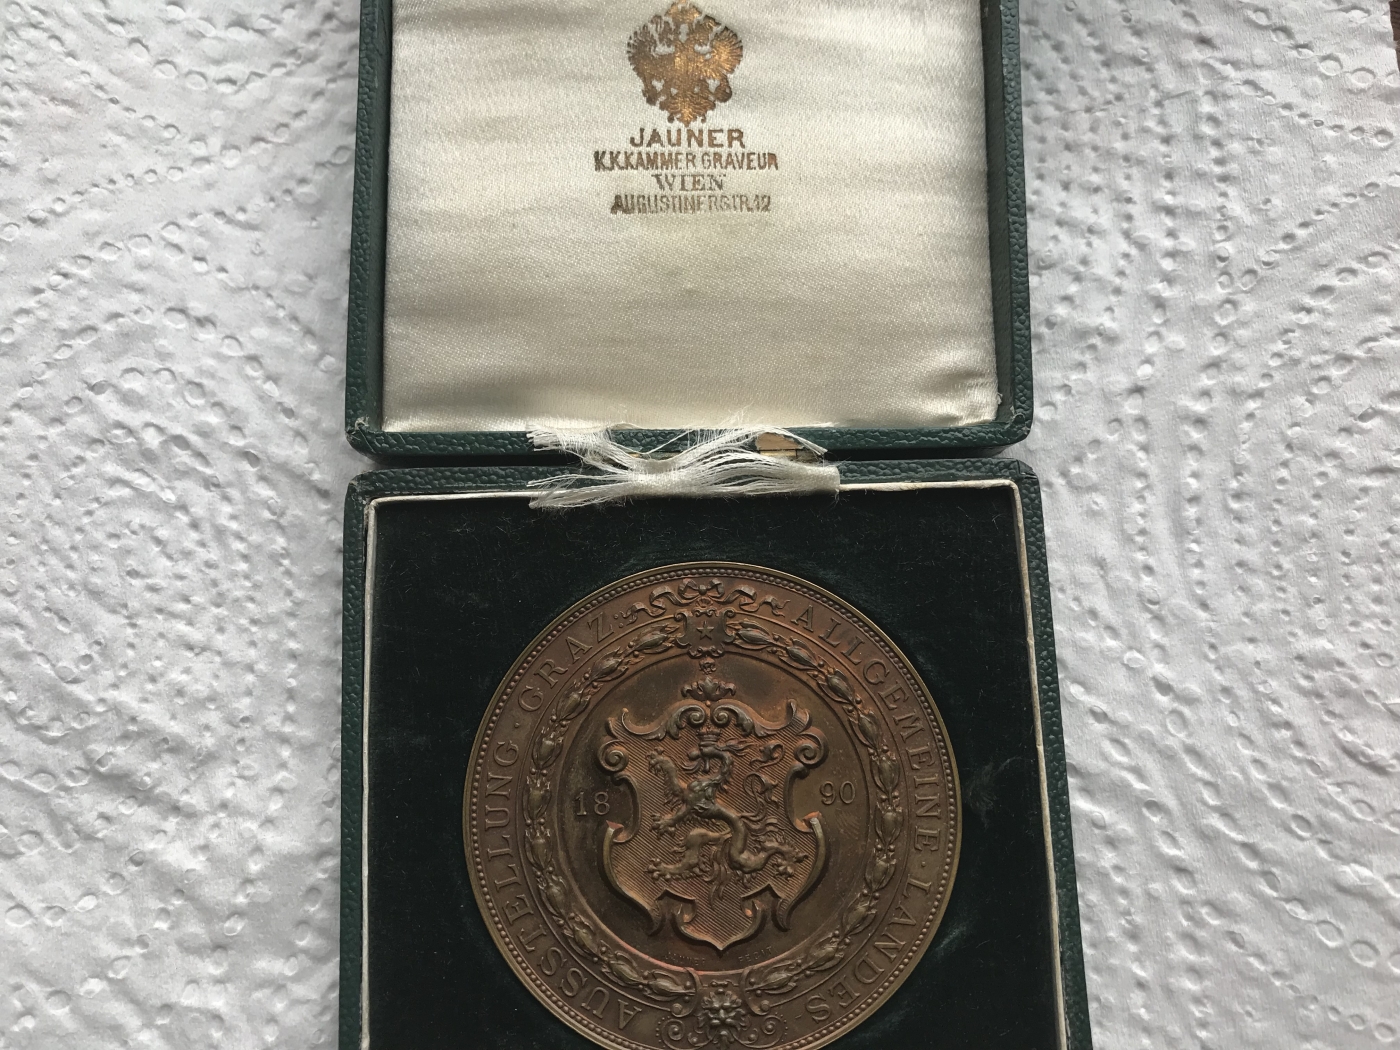 JAUNER
K.K.KAMMER GRAVEUR
WIEN
AUGUSTINERSTR.12
ALLGEMEINE · LANDES-
AUSSTELLUNG · GRAZ
18 90